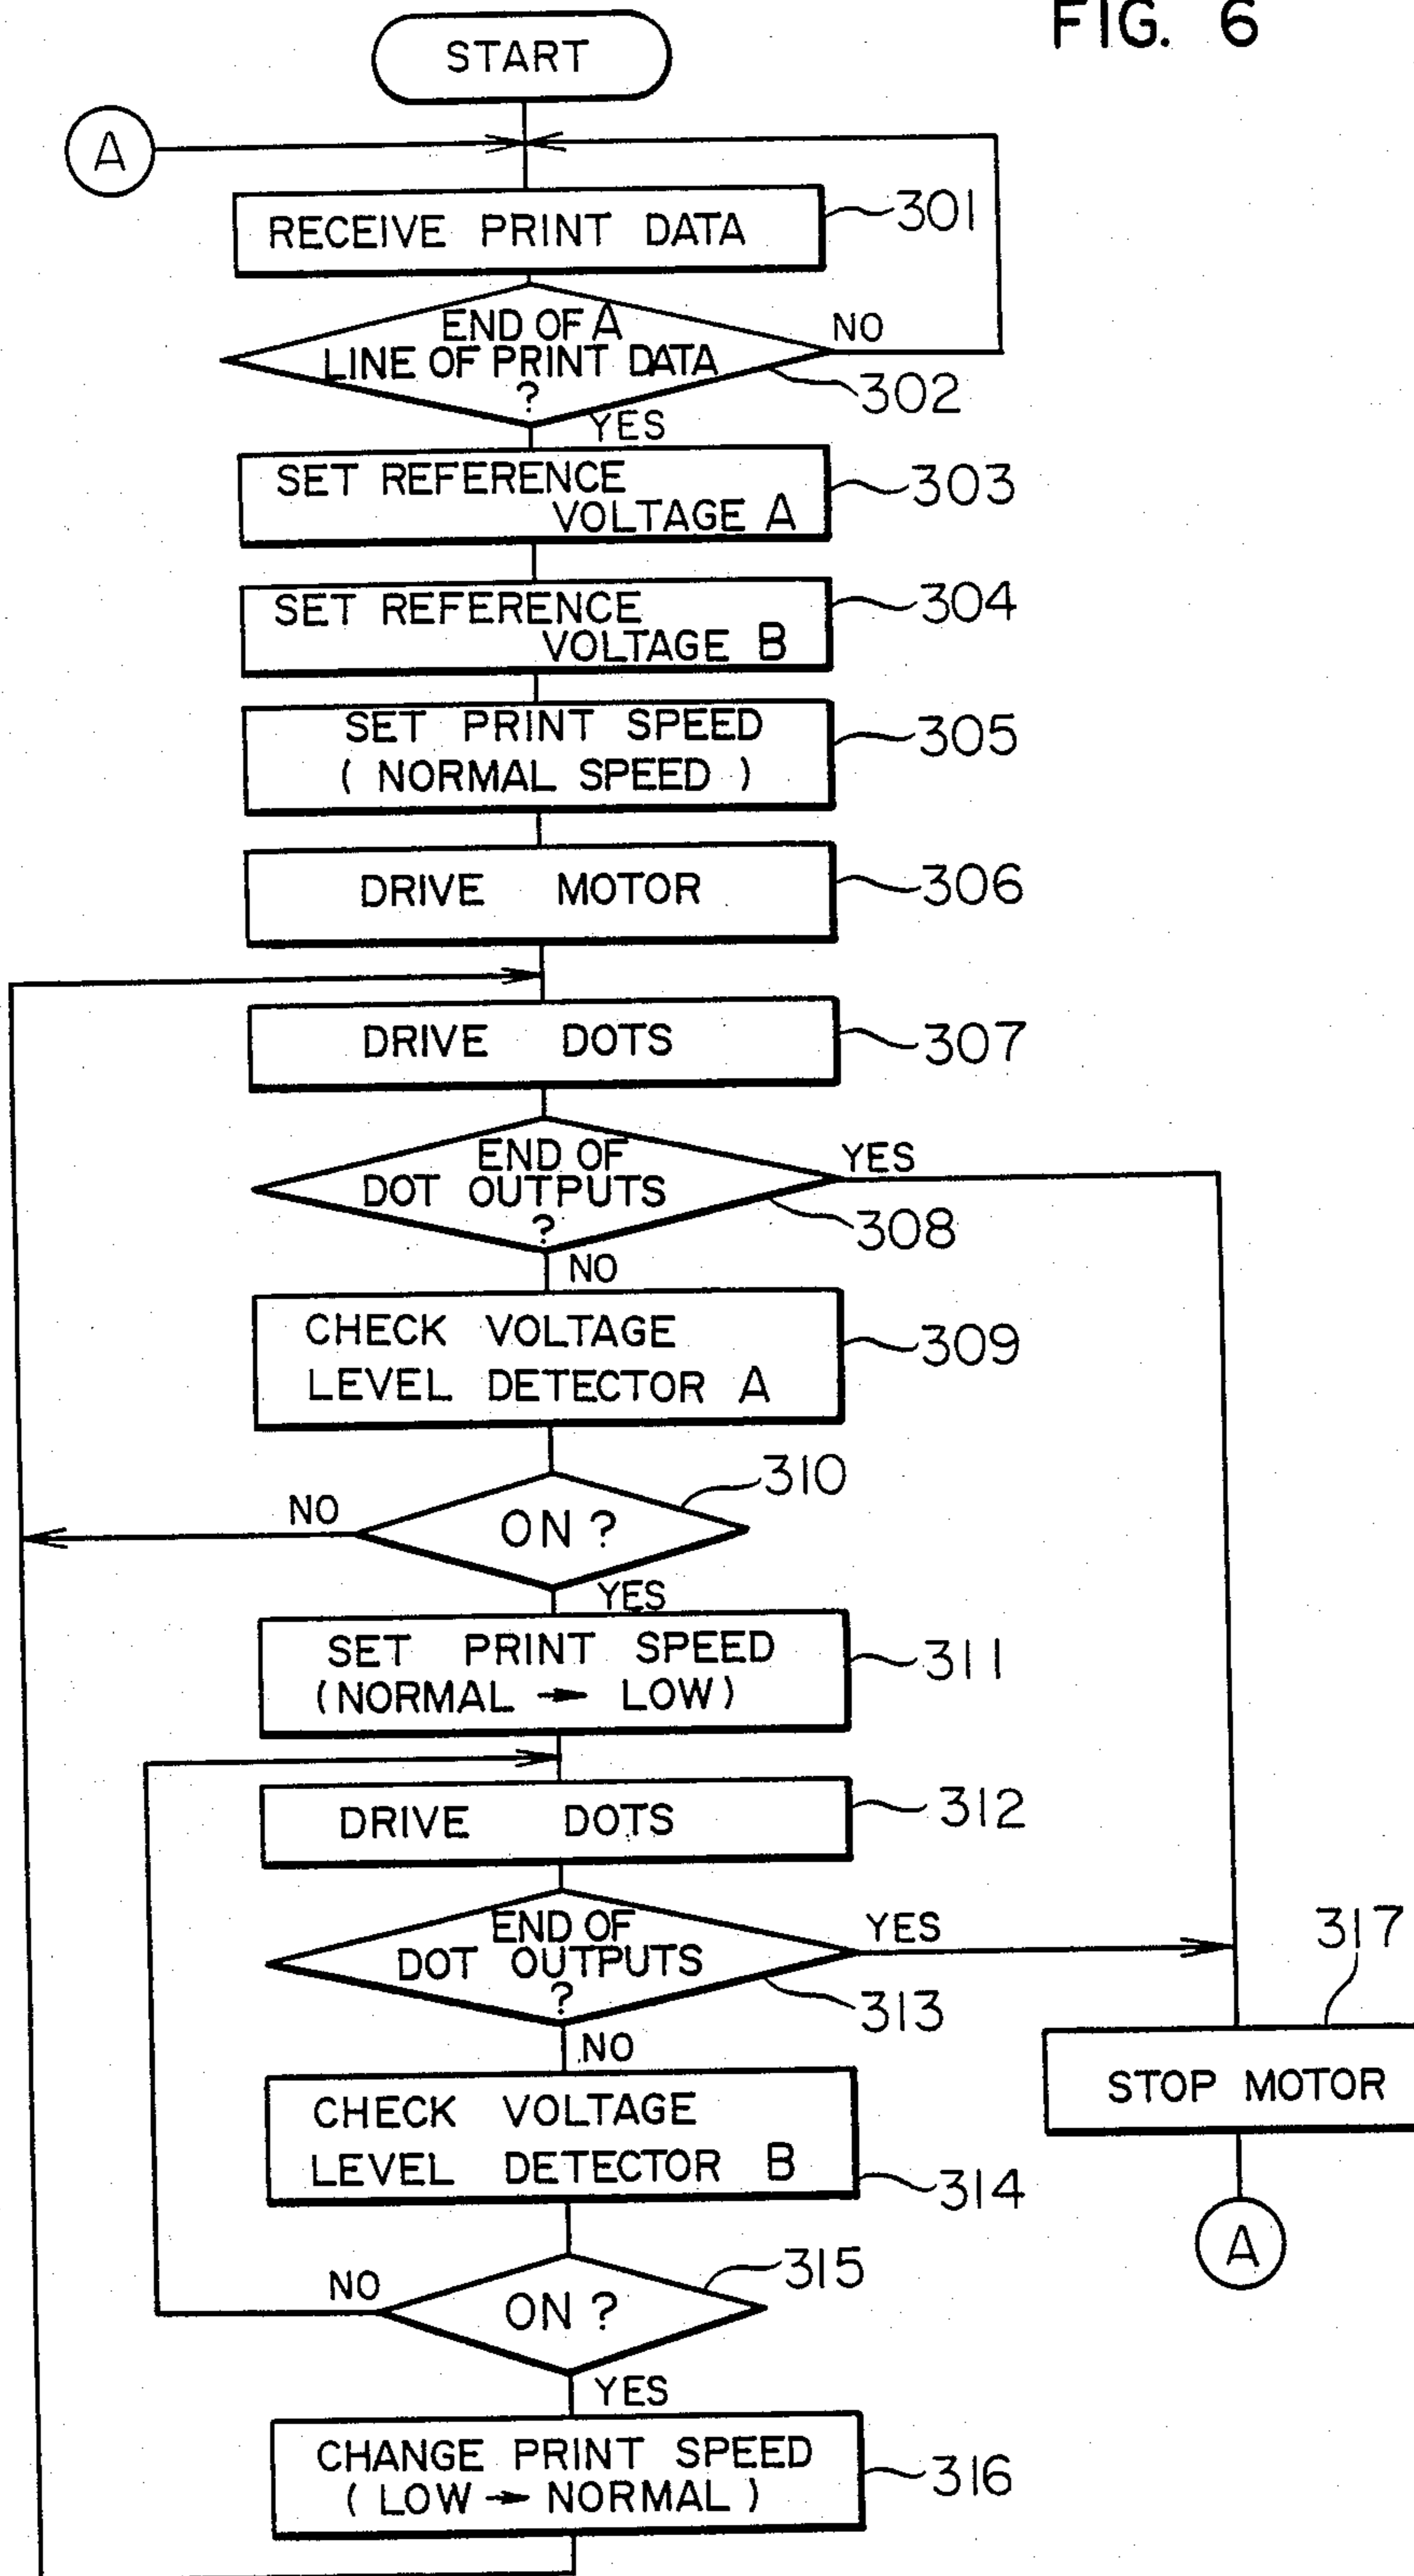 FIG. 6
START
A
RECEIVE PRINT DATA
301
END OF A
LINE OF PRINT DATA
?
NO
302
YES
SET REFERENCE
VOLTAGE A
303
SET REFERENCE
VOLTAGE B
304
SET PRINT SPEED
( NORMAL SPEED )
305
DRIVE MOTOR
306
DRIVE DOTS
307
END OF
DOT OUTPUTS
?
YES
308
NO
CHECK VOLTAGE
LEVEL DETECTOR A
309
310
NO
ON ?
YES
SET PRINT SPEED
(NORMAL → LOW)
311
DRIVE DOTS
312
END OF
DOT OUTPUTS
?
YES
313
NO
317
STOP MOTOR
A
CHECK VOLTAGE
LEVEL DETECTOR B
314
315
NO
ON ?
YES
CHANGE PRINT SPEED
( LOW → NORMAL )
316